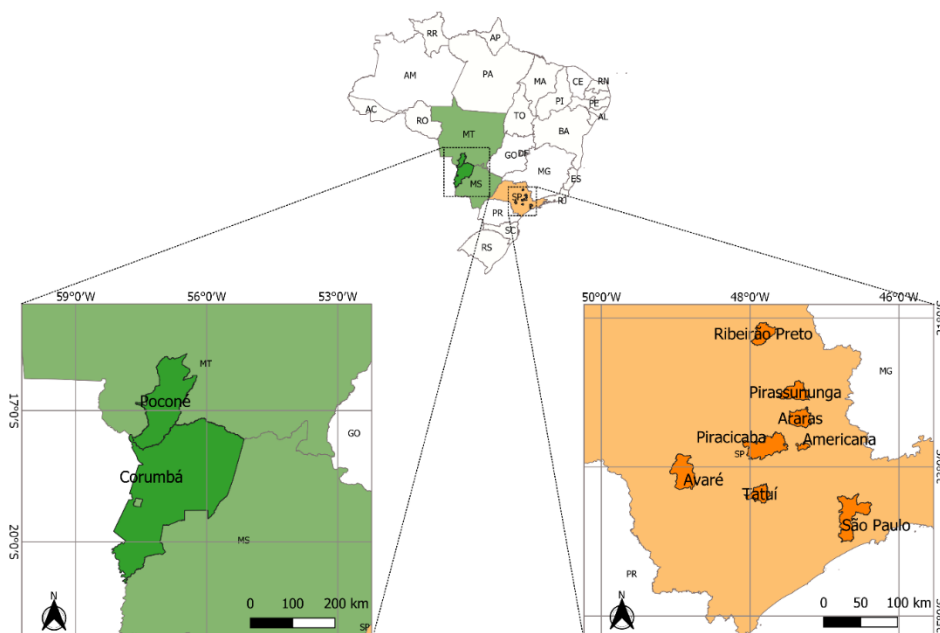 RR
AP
AM
PA
MA
CE
RN
PI
PE
AL
AC
RO
TO
BA
MT
GO
DF
MG
MS
ES
SP
RJ
PR
SC
RS
59°0'W
56°0'W
53°0'W
MT
Poconé
17°0'S
GO
Corumbá
20°0'S
MS
N
0 100 200 km
SP
50°0'W
48°0'W
46°0'W
Ribeirão Preto
MG
Pirassununga
Araras
Piracicaba
Americana
SP
Avaré
Tatuí
São Paulo
PR
N
0 50 100 km